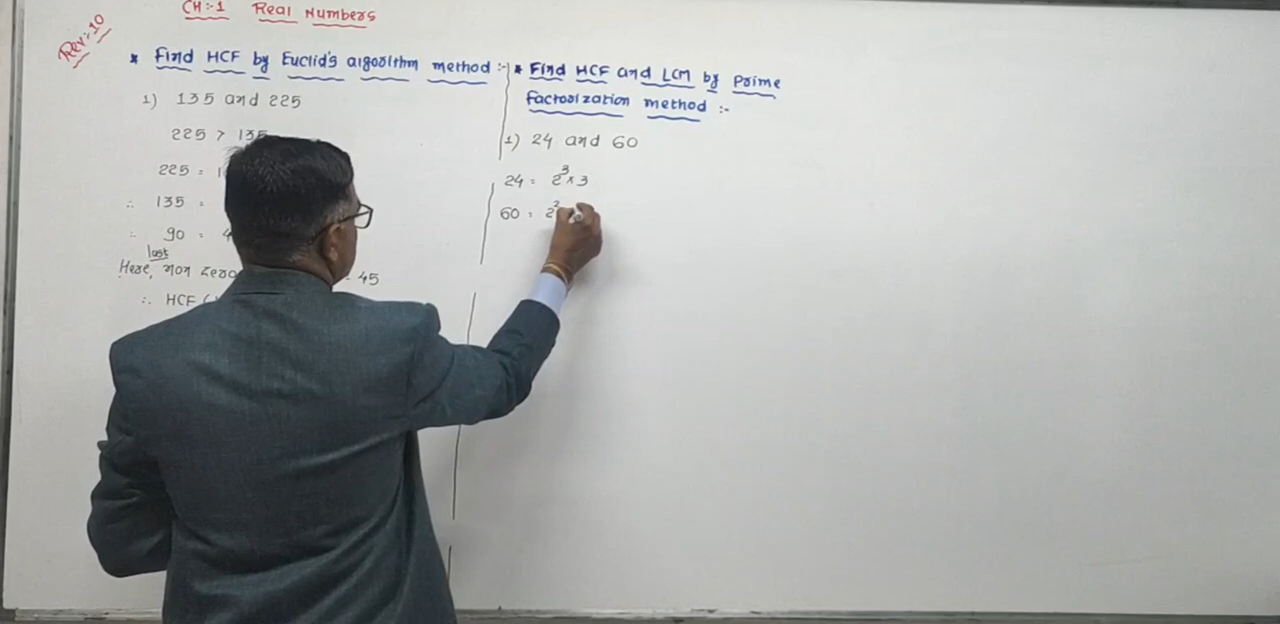 CH:-1 Real Numbers
Rev:-10
* Find HCF by Euclid's algorithm method :-
1) 135 and 225
225 > 135
225 = 1
∴ 135 =
∴ 90 =
last
Here, non zero - 45
∴ HCF (
* Find HCF and LCM by prime
factorization method :-
1) 24 and 60
24 = 2³ × 3
60 = 2²